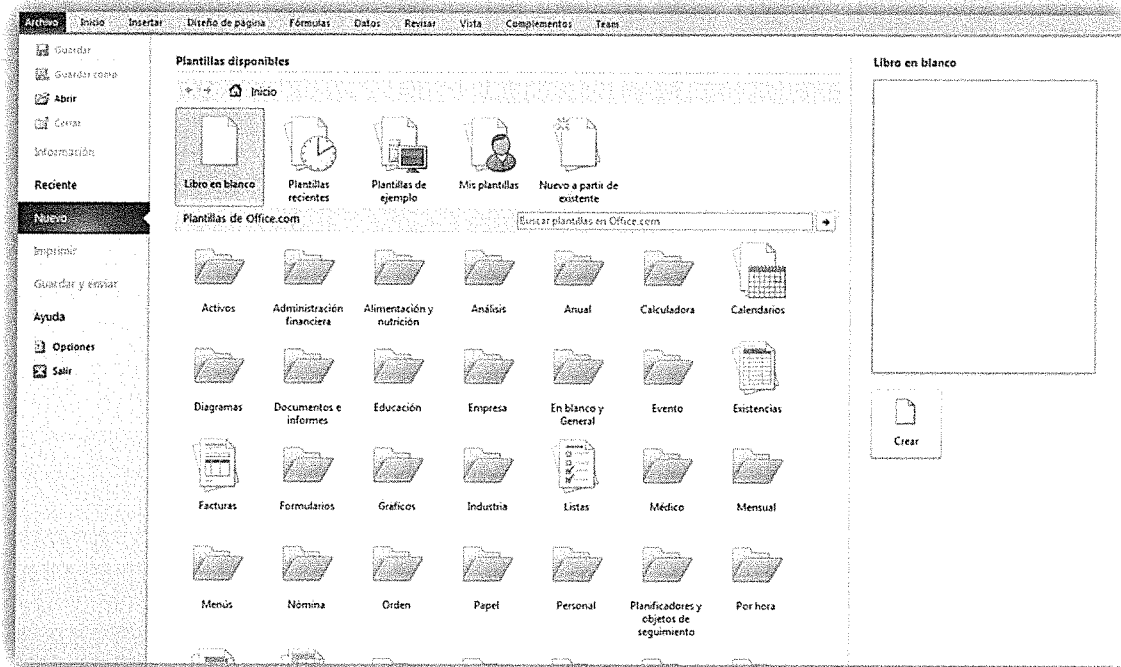 Archivo Inicio Insertar Diseño de página Fórmulas Datos Revisar Vista Complementos Team
Guardar
Guardar como
Abrir
Cerrar
Información
Reciente
Nuevo
Imprimir
Guardar y enviar
Ayuda
Opciones
Salir
Plantillas disponibles
Inicio
Libro en blanco
Plantillas
recientes
Plantillas de
ejemplo
Mis plantillas
Nuevo a partir de
existente
Plantillas de Office.com
Buscar plantillas en Office.com
Activos
Administración
financiera
Alimentación y
nutrición
Análisis
Anual
Calculadora
Calendarios
Diagramas
Documentos e
informes
Educación
Empresa
En blanco y
General
Evento
Existencias
Facturas
Formularios
Gráficos
Industria
Listas
Médico
Mensual
Menús
Nómina
Orden
Papel
Personal
Planificadores y
objetos de
seguimiento
Por hora
Libro en blanco
Crear